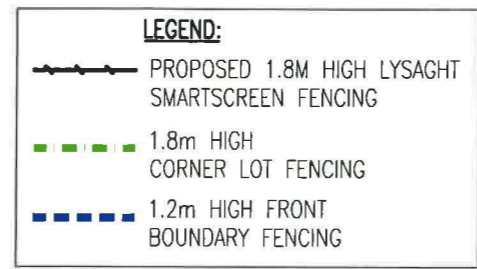 LEGEND:
PROPOSED 1.8M HIGH LYSAGHT
SMARTSCREEN FENCING
1.8m HIGH
CORNER LOT FENCING
1.2m HIGH FRONT
BOUNDARY FENCING